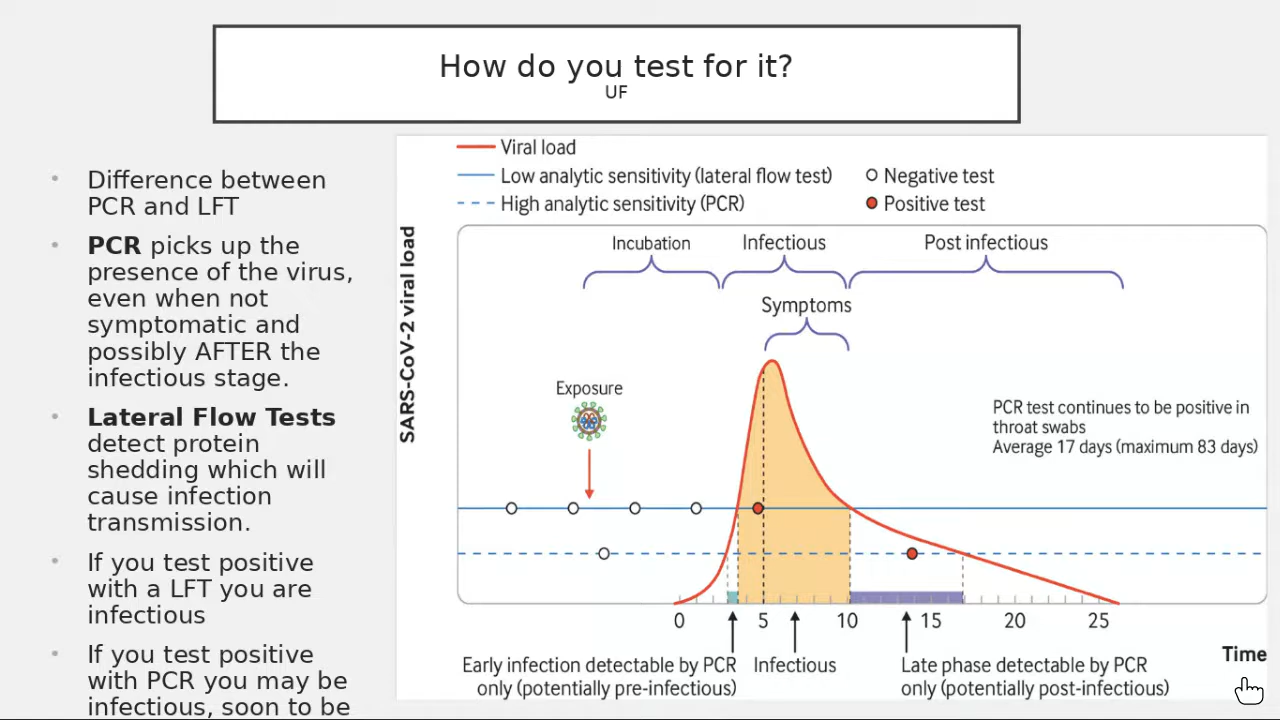 How do you test for it?
UF
Difference between
PCR and LFT
PCR picks up the
presence of the virus,
even when not
symptomatic and
possibly AFTER the
infectious stage.
Lateral Flow Tests
detect protein
shedding which will
cause infection
transmission.
If you test positive
with a LFT you are
infectious
If you test positive
with PCR you may be
infectious, soon to be
Viral load
Low analytic sensitivity (lateral flow test)
High analytic sensitivity (PCR)
Negative test
Positive test
SARS-CoV-2 viral load
Incubation
Infectious
Post infectious
Symptoms
Exposure
PCR test continues to be positive in
throat swabs
Average 17 days (maximum 83 days)
0 5 10 15 20 25
Time
Early infection detectable by PCR
only (potentially pre-infectious)
Infectious
Late phase detectable by PCR
only (potentially post-infectious)